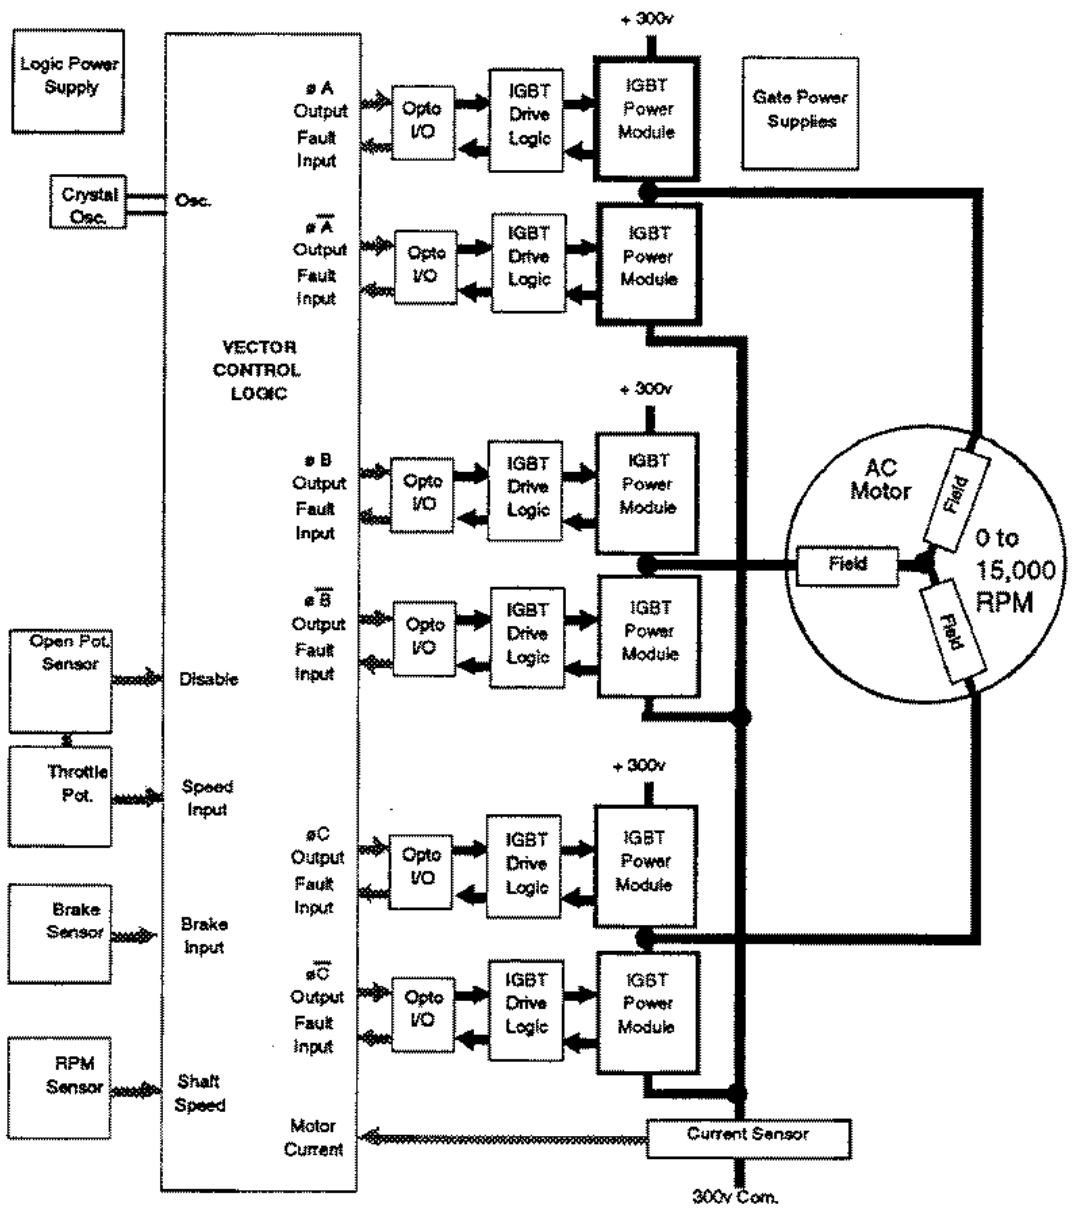 + 300v
Logic Power
Supply
ø A
Output
Fault
Input
Opto
I/O
IGBT
Drive
Logic
IGBT
Power
Module
Gate Power
Supplies
Crystal
Osc.
Osc.
ø A̅
Output
Fault
Input
Opto
I/O
IGBT
Drive
Logic
IGBT
Power
Module
VECTOR
CONTROL
LOGIC
+ 300v
ø B
Output
Fault
Input
Opto
I/O
IGBT
Drive
Logic
IGBT
Power
Module
AC
Motor
Field
Field
Field
0 to
15,000
RPM
ø B̅
Output
Fault
Input
Opto
I/O
IGBT
Drive
Logic
IGBT
Power
Module
Open Pot.
Sensor
Disable
Throttle
Pot.
Speed
Input
+ 300v
øC
Output
Fault
Input
Opto
I/O
IGBT
Drive
Logic
IGBT
Power
Module
Brake
Sensor
Brake
Input
øC̅
Output
Fault
Input
Opto
I/O
IGBT
Drive
Logic
IGBT
Power
Module
RPM
Sensor
Shaft
Speed
Motor
Current
Current Sensor
300v Com.